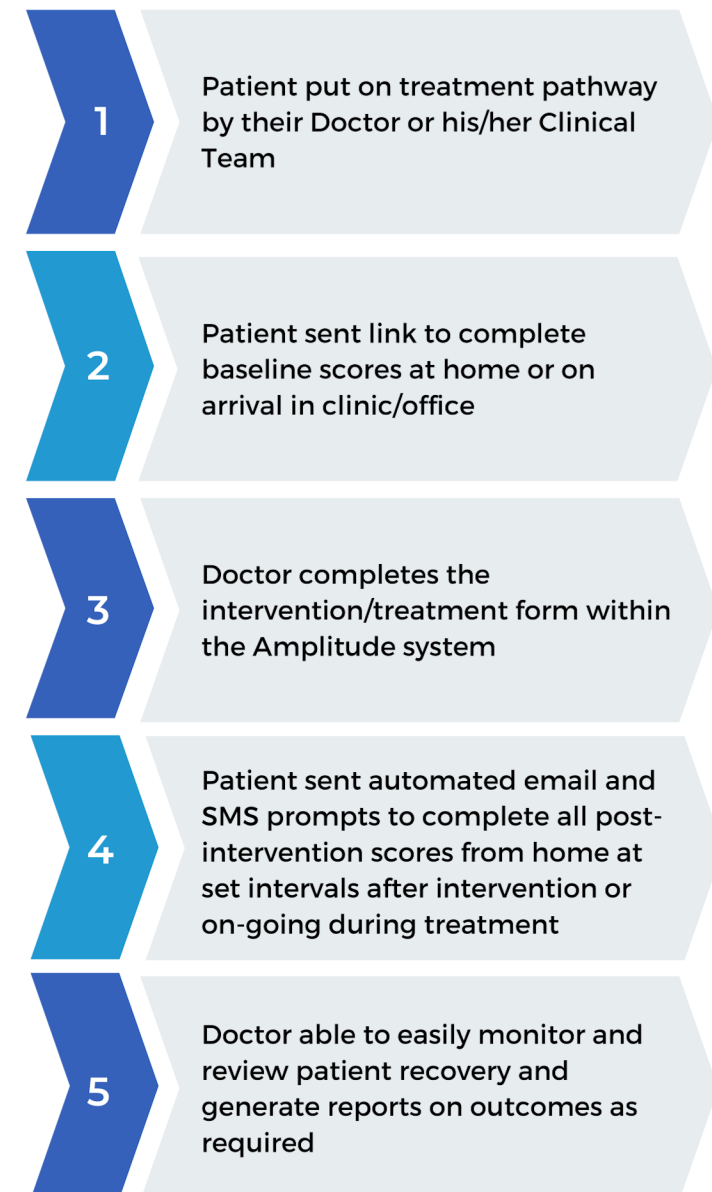 1
Patient put on treatment pathway
by their Doctor or his/her Clinical
Team
2
Patient sent link to complete
baseline scores at home or on
arrival in clinic/office
3
Doctor completes the
intervention/treatment form within
the Amplitude system
4
Patient sent automated email and
SMS prompts to complete all post-
intervention scores from home at
set intervals after intervention or
on-going during treatment
5
Doctor able to easily monitor and
review patient recovery and
generate reports on outcomes as
required